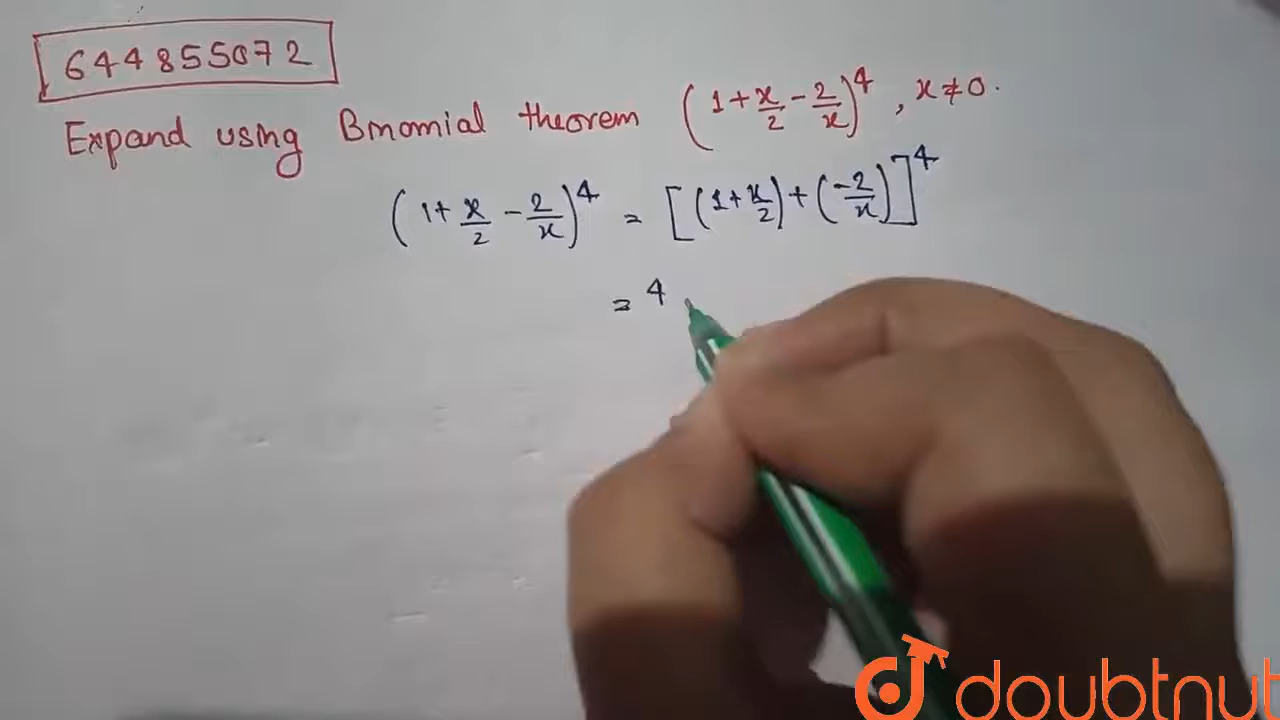 644855072
Expand using Bnomial theorem (1+x/2-2/x)^4, x≠0.
(1+x/2-2/x)^4 = [(1+x/2)+(-2/x)]^4
= 4
doubtnut